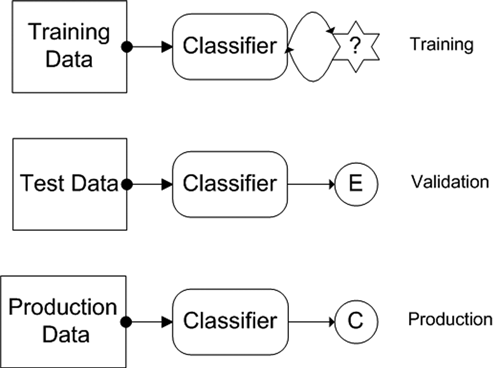 Training
Data
Classifier
?
Training
Test Data
Classifier
E
Validation
Production
Data
Classifier
C
Production